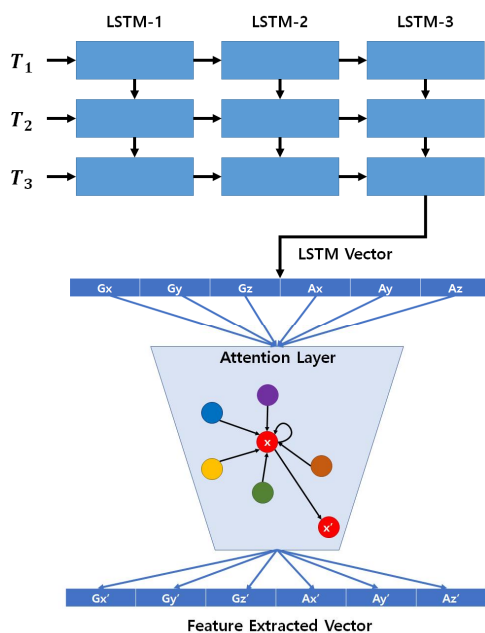 LSTM-1 LSTM-2 LSTM-3
T1
T2
T3
LSTM Vector
Gx Gy Gz Ax Ay Az
Attention Layer
x
x'
Gx' Gy' Gz' Ax' Ay' Az'
Feature Extracted Vector